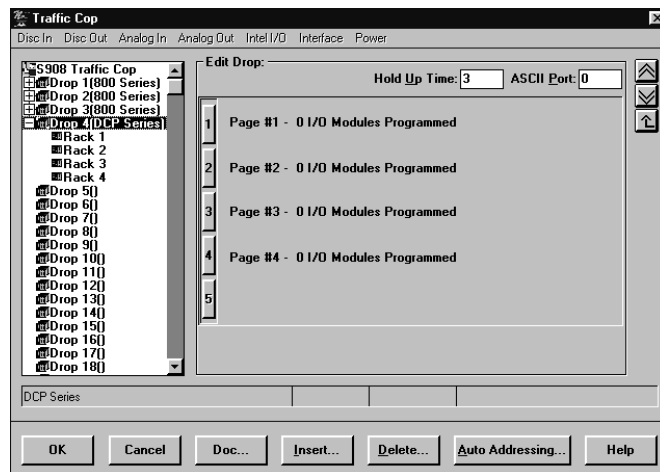 Traffic Cop
Disc In Disc Out Analog In Analog Out Intel I/O Interface Power
S908 Traffic Cop
Drop 1(800 Series)
Drop 2(800 Series)
Drop 3(800 Series)
Drop 4(DCP Series)
Rack 1
Rack 2
Rack 3
Rack 4
Drop 5()
Drop 6()
Drop 7()
Drop 8()
Drop 9()
Drop 10()
Drop 11()
Drop 12()
Drop 13()
Drop 14()
Drop 15()
Drop 16()
Drop 17()
Drop 18()
Edit Drop:
Hold Up Time: 3 ASCII Port: 0
1 Page #1 - 0 I/O Modules Programmed
2 Page #2 - 0 I/O Modules Programmed
3 Page #3 - 0 I/O Modules Programmed
4 Page #4 - 0 I/O Modules Programmed
5
DCP Series
OK Cancel Doc... Insert... Delete... Auto Addressing... Help